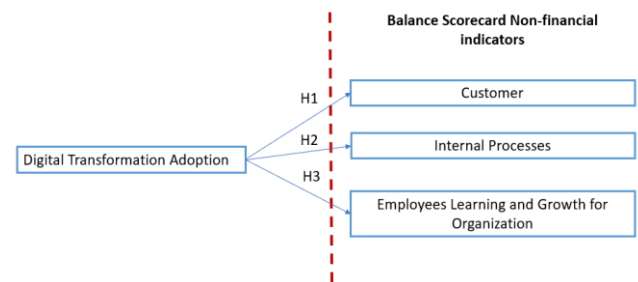 Balance Scorecard Non-financial
indicators
H1
Customer
H2
Internal Processes
Digital Transformation Adoption
H3
Employees Learning and Growth for
Organization